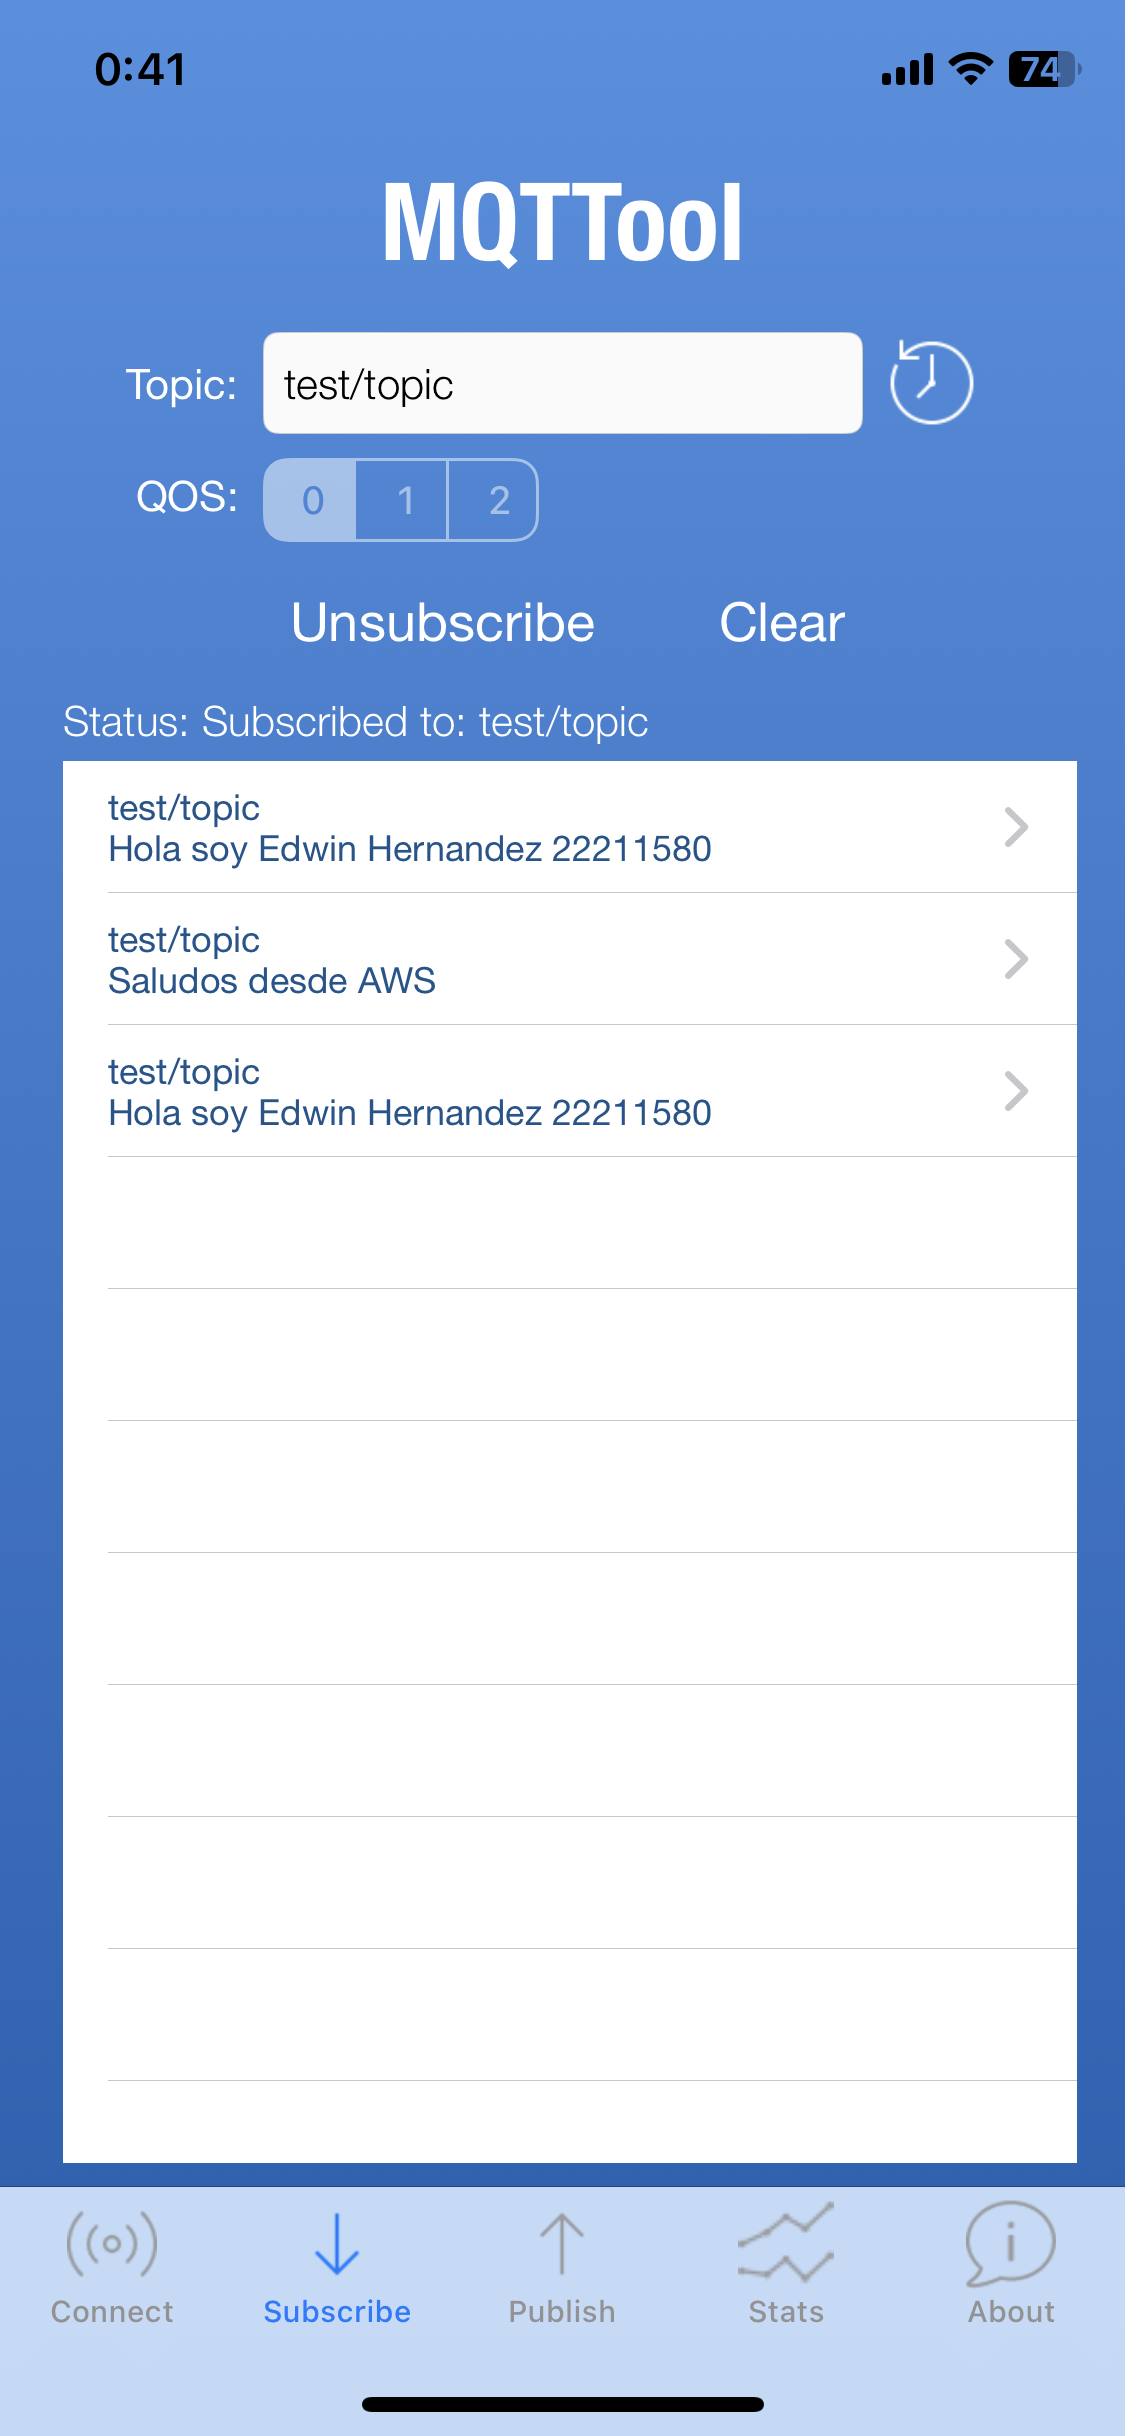 0:41
74
MQTTool
Topic: test/topic
QOS: 0 1 2
Unsubscribe Clear
Status: Subscribed to: test/topic
test/topic
Hola soy Edwin Hernandez 22211580
test/topic
Saludos desde AWS
test/topic
Hola soy Edwin Hernandez 22211580
Connect Subscribe Publish Stats About